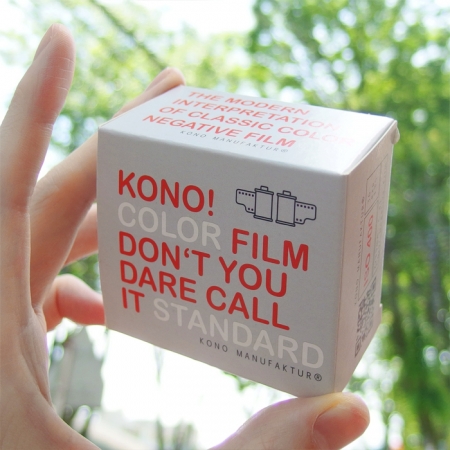 THE MODERN
INTERPRETATION
OF CLASSIC COLOR
NEGATIVE FILM
KONO MANUFAKTUR®
KONO!
COLOR FILM
DON'T YOU
DARE CALL
IT STANDARD
KONO MANUFAKTUR®
400